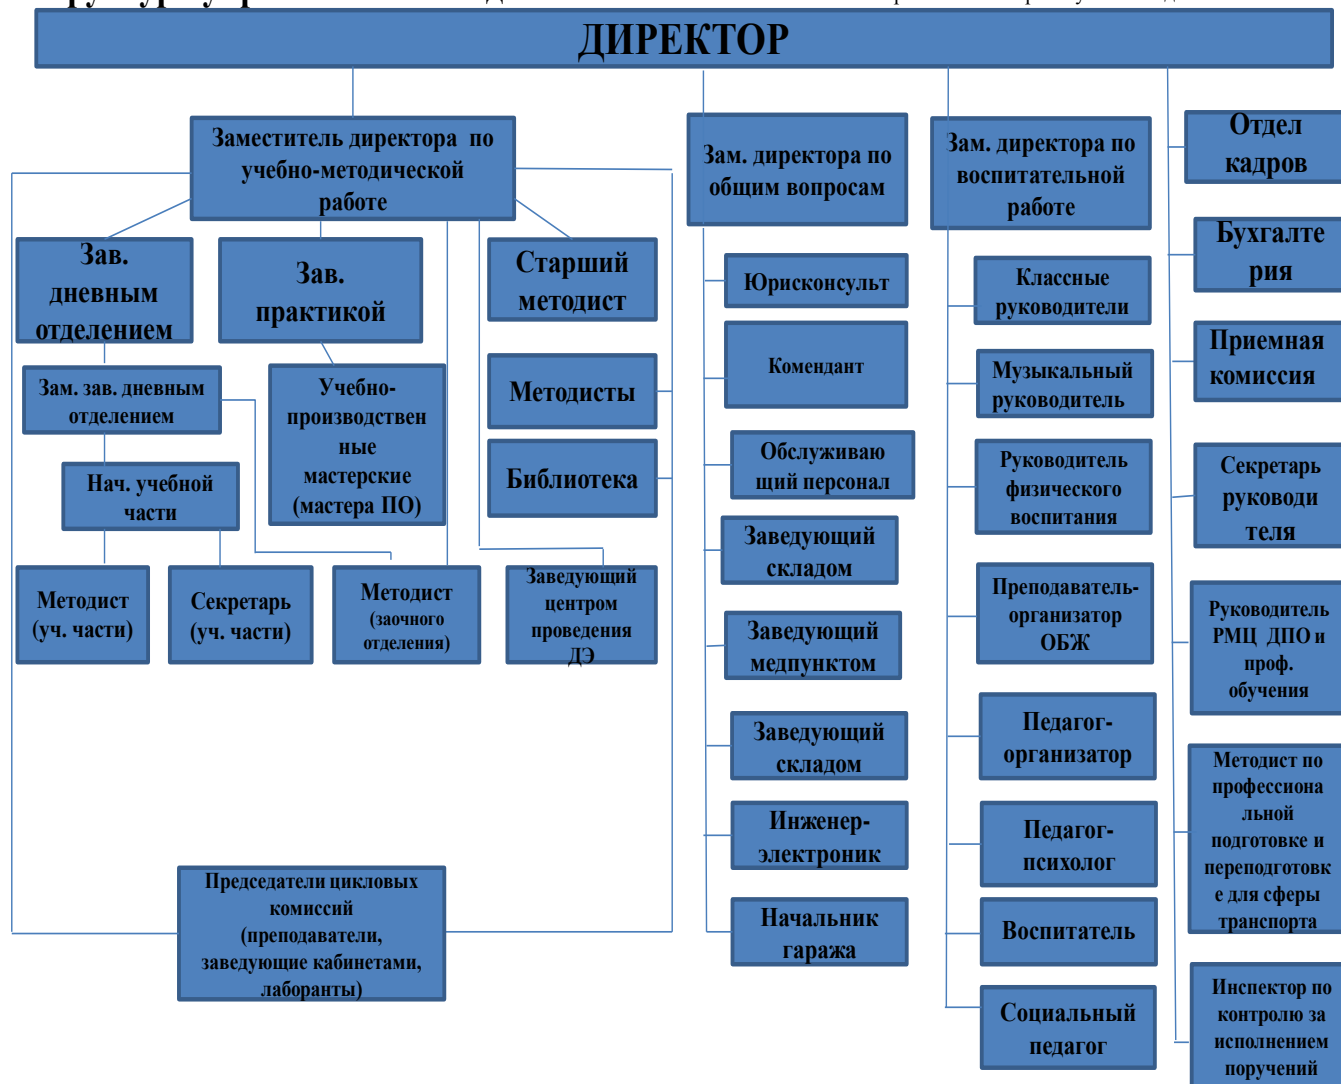 ДИРЕКТОР
Заместитель директора по
учебно-методической
работе
Зав.
дневным
отделением
Зав.
практикой
Старший
методист
Зам. зав. дневным
отделением
Учебно-
производствен
ные
мастерские
(мастера ПО)
Методисты
Библиотека
Нач. учебной
части
Методист
(уч. части)
Секретарь
(уч. части)
Методист
(заочного
отделения)
Заведующий
центром
проведения
ДЭ
Председатели цикловых
комиссий
(преподаватели,
заведующие кабинетами,
лаборанты)
Зам. директора по
общим вопросам
Юрисконсульт
Комендант
Обслуживаю
щий персонал
Заведующий
складом
Заведующий
медпунктом
Заведующий
складом
Инженер-
электроник
Начальник
гаража
Зам. директора по
воспитательной
работе
Классные
руководители
Музыкальный
руководитель
Руководитель
физического
воспитания
Преподаватель-
организатор
ОБЖ
Педагог-
организатор
Педагог-
психолог
Воспитатель
Социальный
педагог
Отдел
кадров
Бухгалте
рия
Приемная
комиссия
Секретарь
руководи
теля
Руководитель
РМЦ ДПО и
проф.
обучения
Методист по
профессиона
льной
подготовке и
переподготовк
е для сферы
транспорта
Инспектор по
контролю за
исполнением
поручений